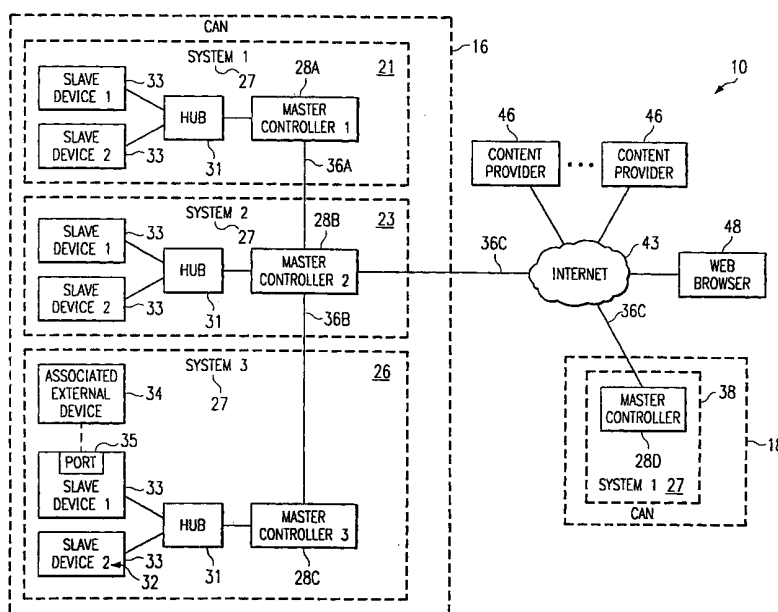 CAN
16
10
SYSTEM 1
27
21
28A
SLAVE
DEVICE 1
33
HUB
31
MASTER
CONTROLLER 1
SLAVE
DEVICE 2
33
36A
46
CONTENT
PROVIDER
46
CONTENT
PROVIDER
SYSTEM 2
27
23
28B
SLAVE
DEVICE 1
33
HUB
31
MASTER
CONTROLLER 2
SLAVE
DEVICE 2
33
36B
36C
INTERNET
43
48
WEB
BROWSER
36C
SYSTEM 3
27
26
ASSOCIATED
EXTERNAL
DEVICE
34
35
PORT
SLAVE
DEVICE 1
33
HUB
31
MASTER
CONTROLLER 3
28C
SLAVE
DEVICE 2
33
32
MASTER
CONTROLLER
38
28D
SYSTEM 1
27
CAN
18